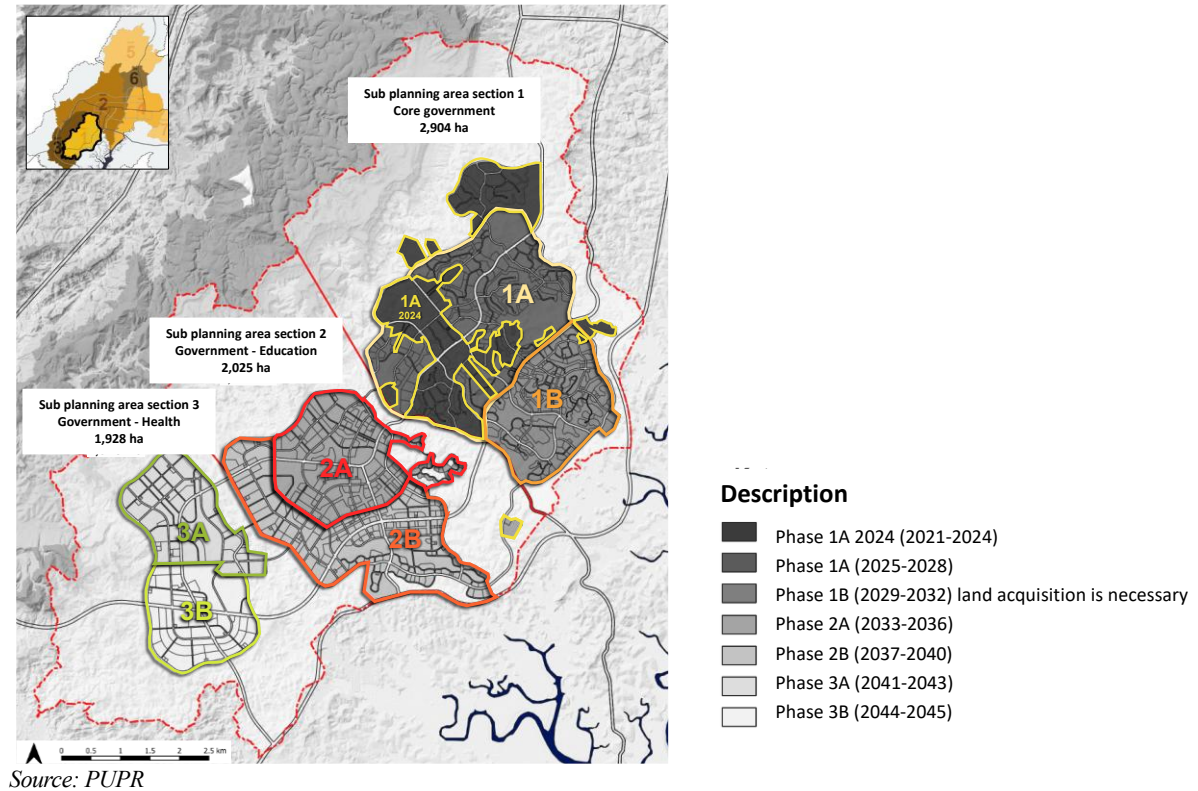 5
6
2
3
Sub planning area section 1
Core government
2,904 ha
1A
1A
2024
Sub planning area section 2
Government - Education
2,025 ha
1B
Sub planning area section 3
Government - Health
1,928 ha
2A
2B
3A
3B
Description
Phase 1A 2024 (2021-2024)
Phase 1A (2025-2028)
Phase 1B (2029-2032) land acquisition is necessary
Phase 2A (2033-2036)
Phase 2B (2037-2040)
Phase 3A (2041-2043)
Phase 3B (2044-2045)
0 0.5 1 1.5 2 2.5 km
Source: PUPR